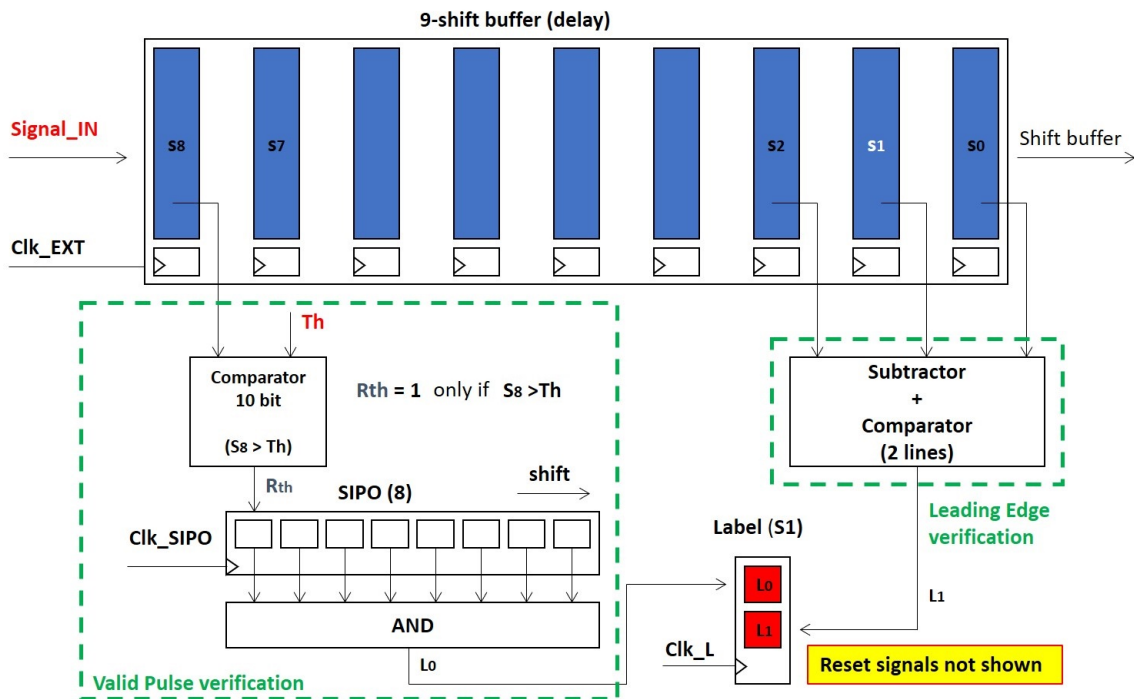 9-shift buffer (delay)
Signal_IN
S8
S7
S2
S1
S0
Shift buffer
Clk_EXT
Th
Comparator
10 bit
(S8 > Th)
Rth = 1 only if S8 >Th
Rth
SIPO (8)
shift
Clk_SIPO
AND
L0
Valid Pulse verification
Subtractor
+
Comparator
(2 lines)
Leading Edge
verification
Label (S1)
L0
L1
L1
Clk_L
Reset signals not shown